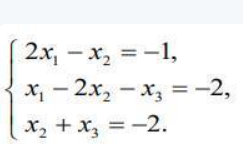 2x₁ − x₂ = −1,
x₁ − 2x₂ − x₃ = −2,
x₂ + x₃ = −2.